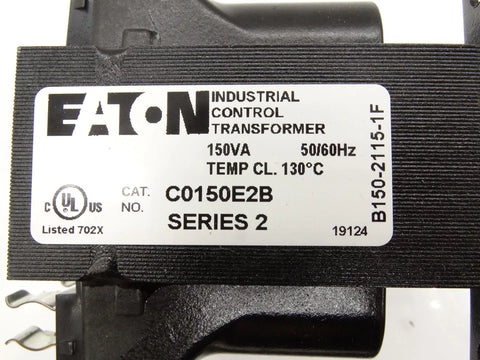 EATON
INDUSTRIAL
CONTROL
TRANSFORMER
150VA 50/60Hz
TEMP CL. 130°C
CAT.
NO.
C0150E2B
SERIES 2
C UL US
Listed 702X
19124
B150-2115-1F